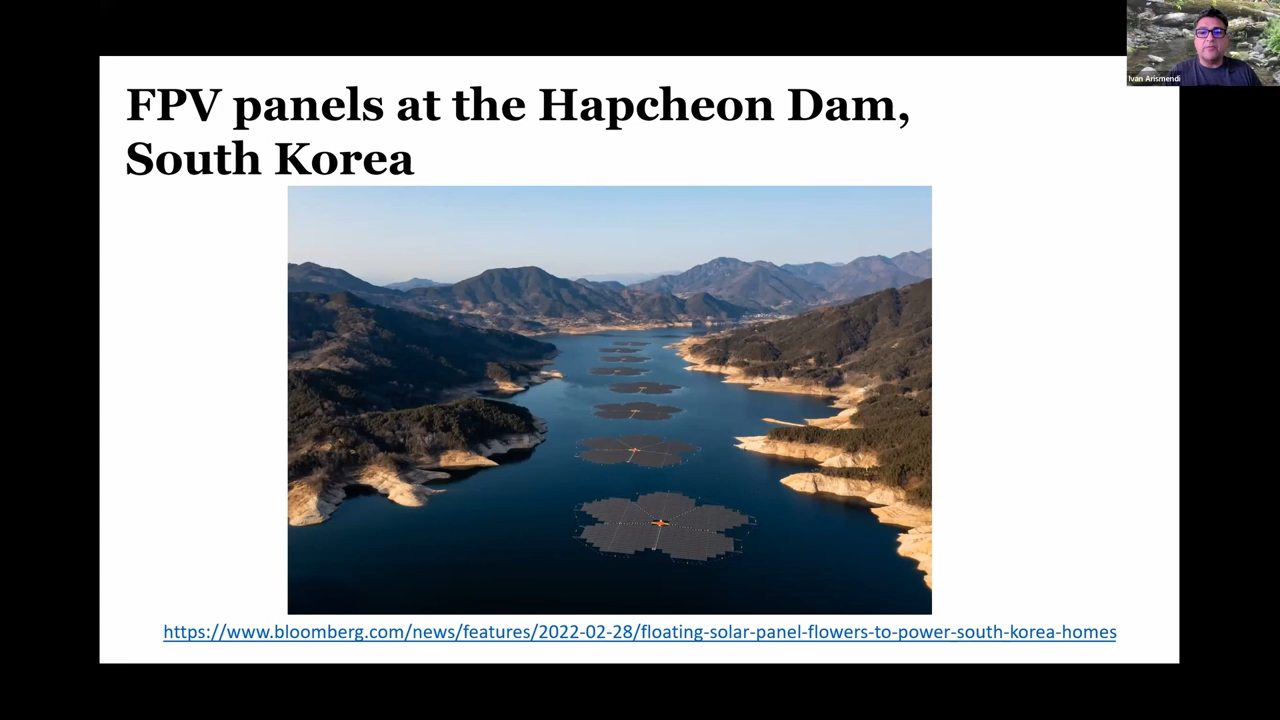 Ivan Arismendi
FPV panels at the Hapcheon Dam,
South Korea
https://www.bloomberg.com/news/features/2022-02-28/floating-solar-panel-flowers-to-power-south-korea-homes